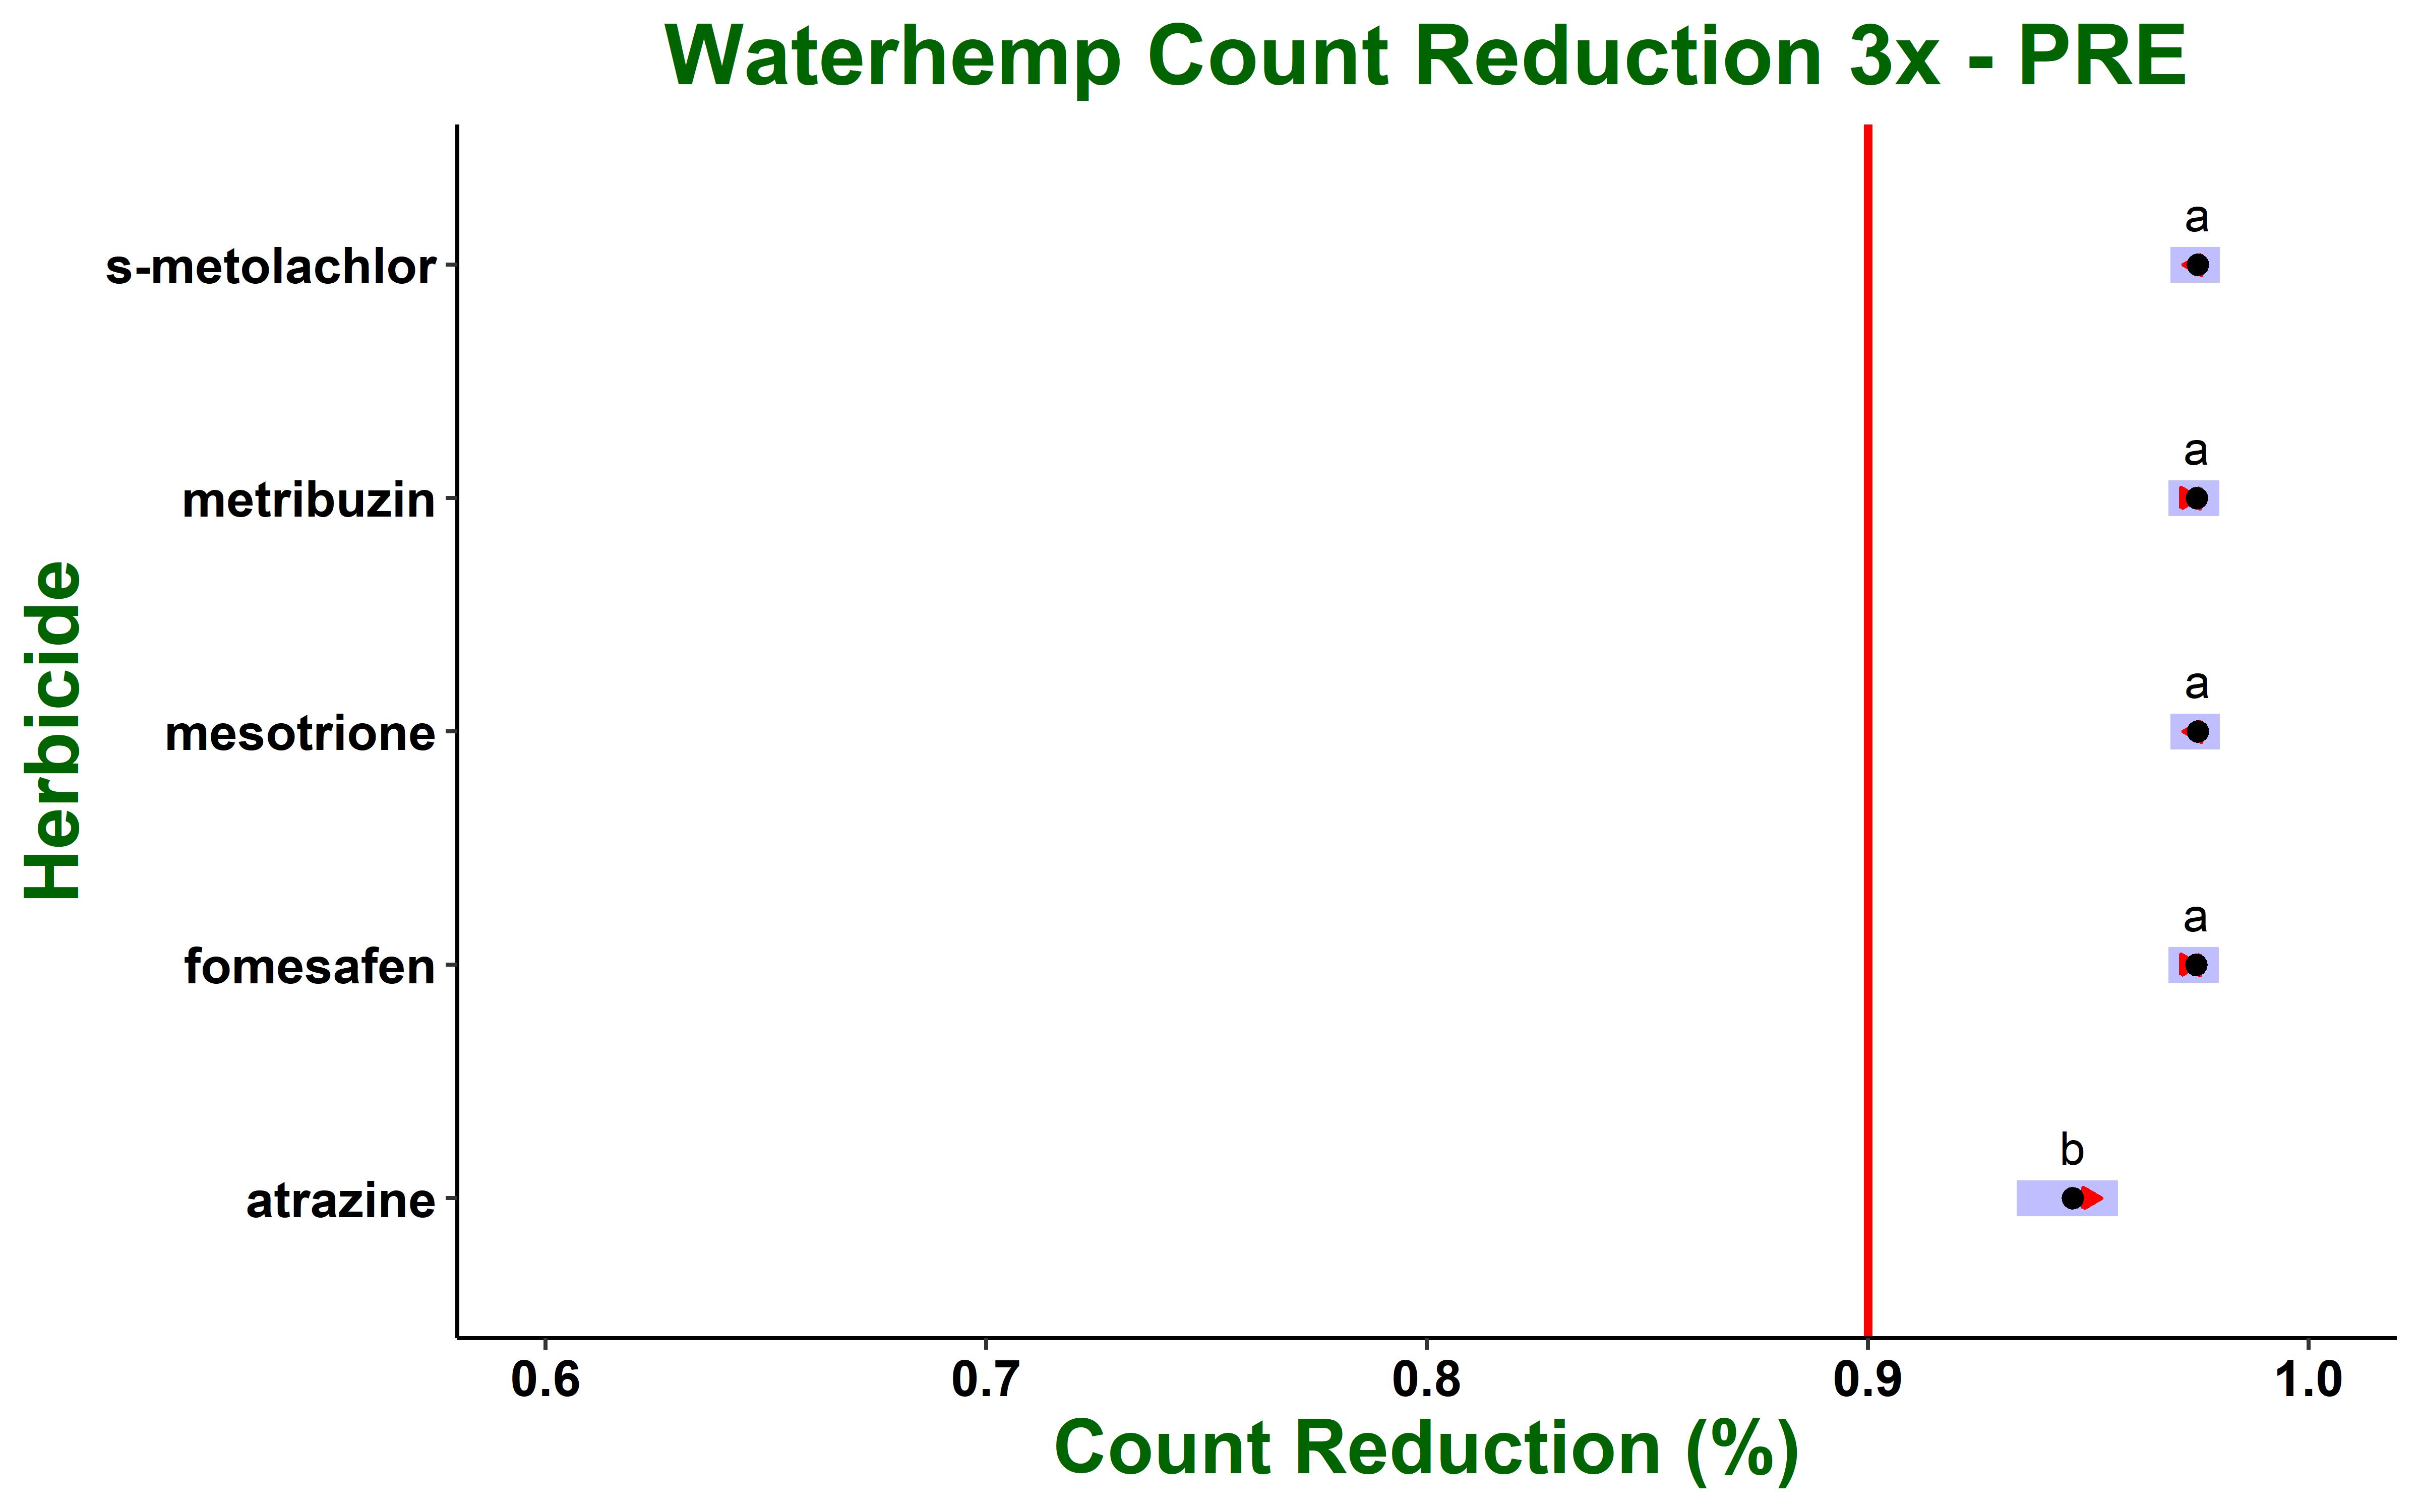 Waterhemp Count Reduction 3x - PRE
a
s-metolachlor
a
metribuzin
a
mesotrione
a
fomesafen
b
atrazine
Herbicide
0.6 0.7 0.8 0.9 1.0
Count Reduction (%)